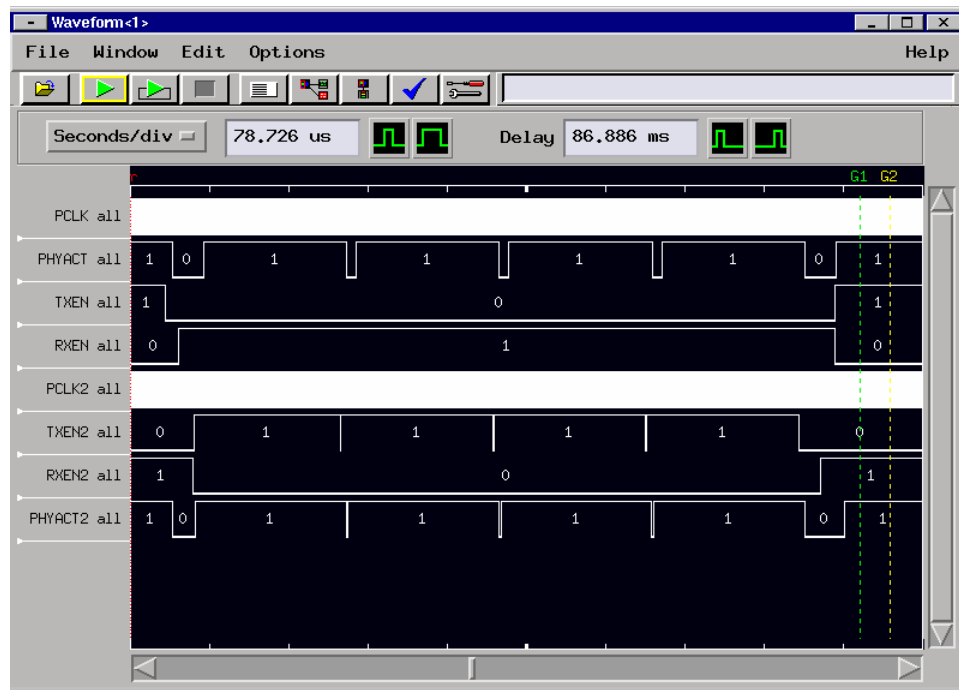 Waveform<1>
File Window Edit Options Help
Seconds/div 78.726 us Delay 86.886 ms
G1 G2
PCLK all
PHYACT all 1 0 1 1 1 1 0 1
TXEN all 1 0 1
RXEN all 0 1 0
PCLK2 all
TXEN2 all 0 1 1 1 1 0
RXEN2 all 1 0 1
PHYACT2 all 1 0 1 1 1 1 0 1